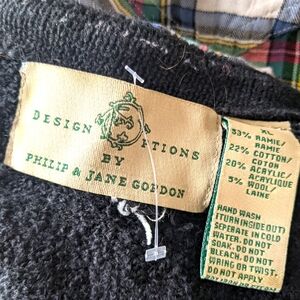 DESIGN OPTIONS
BY
PHILIP & JANE GORDON
XL
53% RAMIE/
RAMIE
22% COTTON/
COTON
20% ACRYLIC/
ACRYLIQUE
5% WOOL/
LAINE
HAND WASH
(TURN INSIDE OUT)
SEPERATE IN COLD
WATER. DO NOT
SOAK. DO NOT
BLEACH. DO NOT
WRING OR TWIST.
DO NOT APPLY